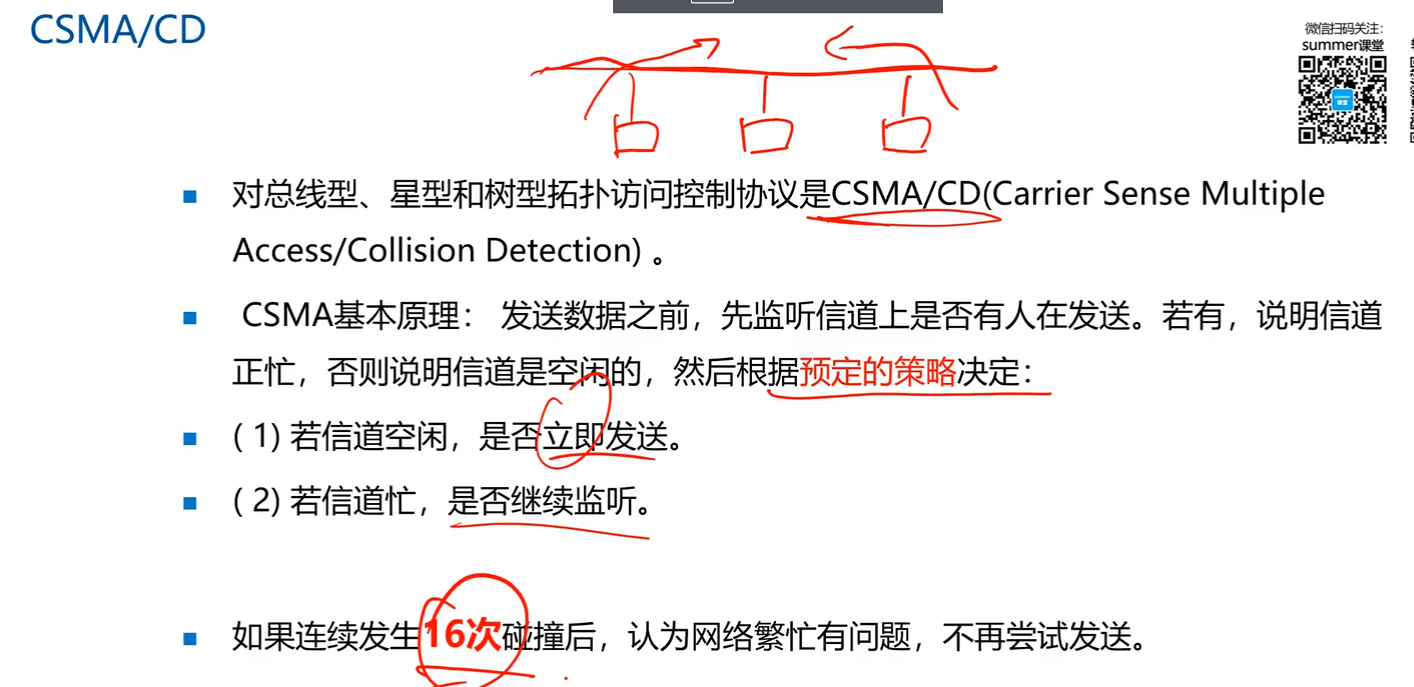 CSMA/CD
微信扫码关注：
summer课堂
对总线型、星型和树型拓扑访问控制协议是CSMA/CD(Carrier Sense Multiple
Access/Collision Detection) 。
CSMA基本原理： 发送数据之前，先监听信道上是否有人在发送。若有，说明信道
正忙，否则说明信道是空闲的，然后根据预定的策略决定：
( 1) 若信道空闲，是否立即发送。
( 2) 若信道忙，是否继续监听。
如果连续发生16次碰撞后，认为网络繁忙有问题，不再尝试发送。